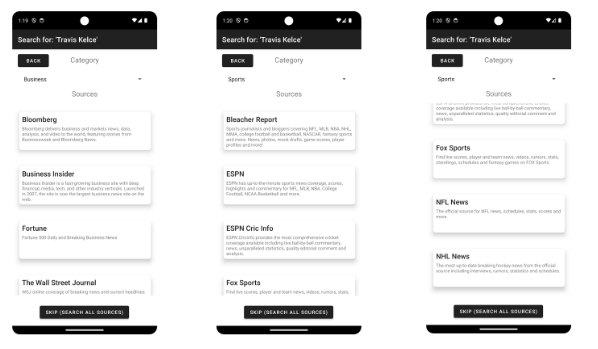 1:19
Search for: 'Travis Kelce'
BACK
Category
Business
Sources
Bloomberg
Bloomberg delivers business and markets news, data,
analysis, and video to the world, featuring stories from
Businessweek and Bloomberg News.
Business Insider
Business Insider is a fast-growing business site with deep
financial, media, tech, and other industry verticals. Launched
in 2007, the site is now the largest business news site on the
web.
Fortune
Fortune 500 Daily and Breaking Business News
The Wall Street Journal
WSJ online coverage of breaking news and current headlines
SKIP (SEARCH ALL SOURCES)
1:20
Search for: 'Travis Kelce'
BACK
Category
Sports
Sources
Bleacher Report
Sports journalists and bloggers covering NFL, MLB, NBA, NHL,
MMA, college football and basketball, NASCAR, fantasy sports
and more. News, photos, mock drafts, game scores, player
profiles and more!
ESPN
ESPN has up-to-the-minute sports news coverage, scores,
highlights and commentary for NFL, MLB, NBA, College
Football, NCAA Basketball and more.
ESPN Cric Info
ESPN Cricinfo provides the most comprehensive cricket
coverage available including live ball-by-ball commentary,
news, unparalleled statistics, quality editorial comment and
analysis.
Fox Sports
Find live scores, player and team news, videos, rumors, stats,
SKIP (SEARCH ALL SOURCES)
1:20
Search for: 'Travis Kelce'
BACK
Category
Sports
Sources
coverage available including live ball-by-ball commentary,
news, unparalleled statistics, quality editorial comment and
analysis.
Fox Sports
Find live scores, player and team news, videos, rumors, stats,
standings, schedules and fantasy games on FOX Sports.
NFL News
The official source for NFL news, schedules, stats, scores and
more.
NHL News
The most up-to-date breaking hockey news from the official
source including interviews, rumors, statistics and schedules.
SKIP (SEARCH ALL SOURCES)